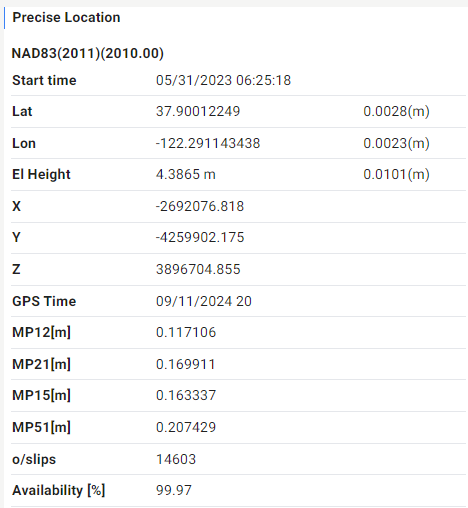 Precise Location
NAD83(2011)(2010.00)
Start time 05/31/2023 06:25:18
Lat 37.90012249 0.0028(m)
Lon -122.291143438 0.0023(m)
El Height 4.3865 m 0.0101(m)
X -2692076.818
Y -4259902.175
Z 3896704.855
GPS Time 09/11/2024 20
MP12[m] 0.117106
MP21[m] 0.169911
MP15[m] 0.163337
MP51[m] 0.207429
o/slips 14603
Availability [%] 99.97